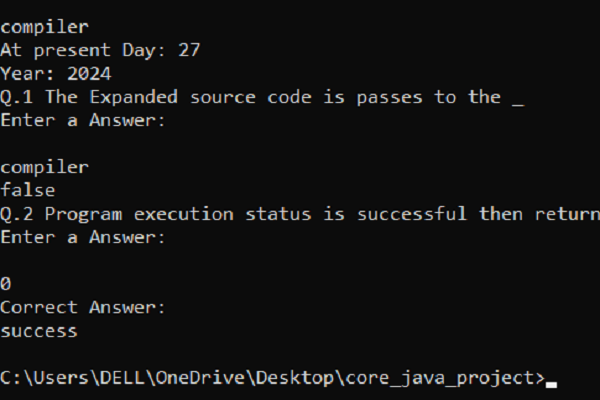 compiler
At present Day: 27
Year: 2024
Q.1 The Expanded source code is passes to the _
Enter a Answer:
compiler
false
Q.2 Program execution status is successful then return
Enter a Answer:
0
Correct Answer:
success
C:\Users\DELL\OneDrive\Desktop\core_java_project>